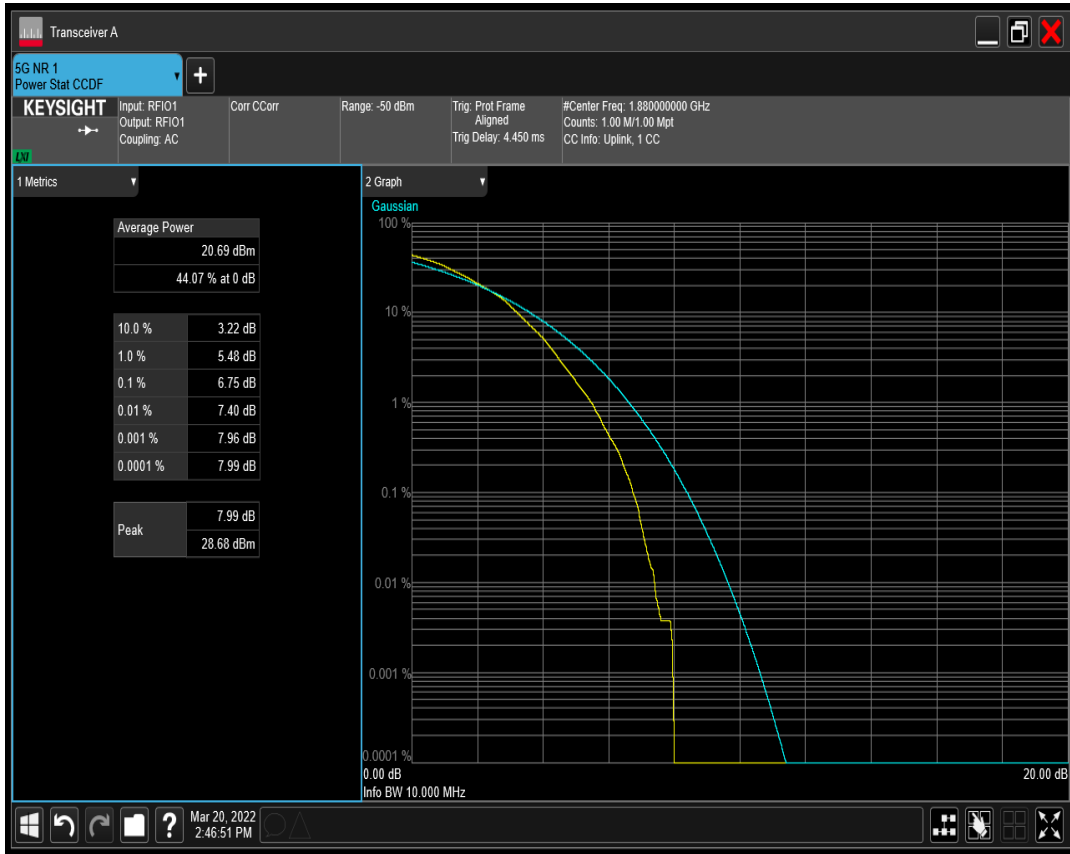 Transceiver A
5G NR 1
Power Stat CCDF
+
KEYSIGHT
LXI
Input: RFIO1
Output: RFIO1
Coupling: AC
Corr CCorr
Range: -50 dBm
Trig: Prot Frame
Aligned
Trig Delay: 4.450 ms
#Center Freq: 1.880000000 GHz
Counts: 1.00 M/1.00 Mpt
CC Info: Uplink, 1 CC
1 Metrics
Average Power
20.69 dBm
44.07 % at 0 dB
10.0 % 3.22 dB
1.0 % 5.48 dB
0.1 % 6.75 dB
0.01 % 7.40 dB
0.001 % 7.96 dB
0.0001 % 7.99 dB
Peak
7.99 dB
28.68 dBm
2 Graph
Gaussian
100 %
10 %
1 %
0.1 %
0.01 %
0.001 %
0.0001 %
0.00 dB 20.00 dB
Info BW 10.000 MHz
?
Mar 20, 2022
2:46:51 PM